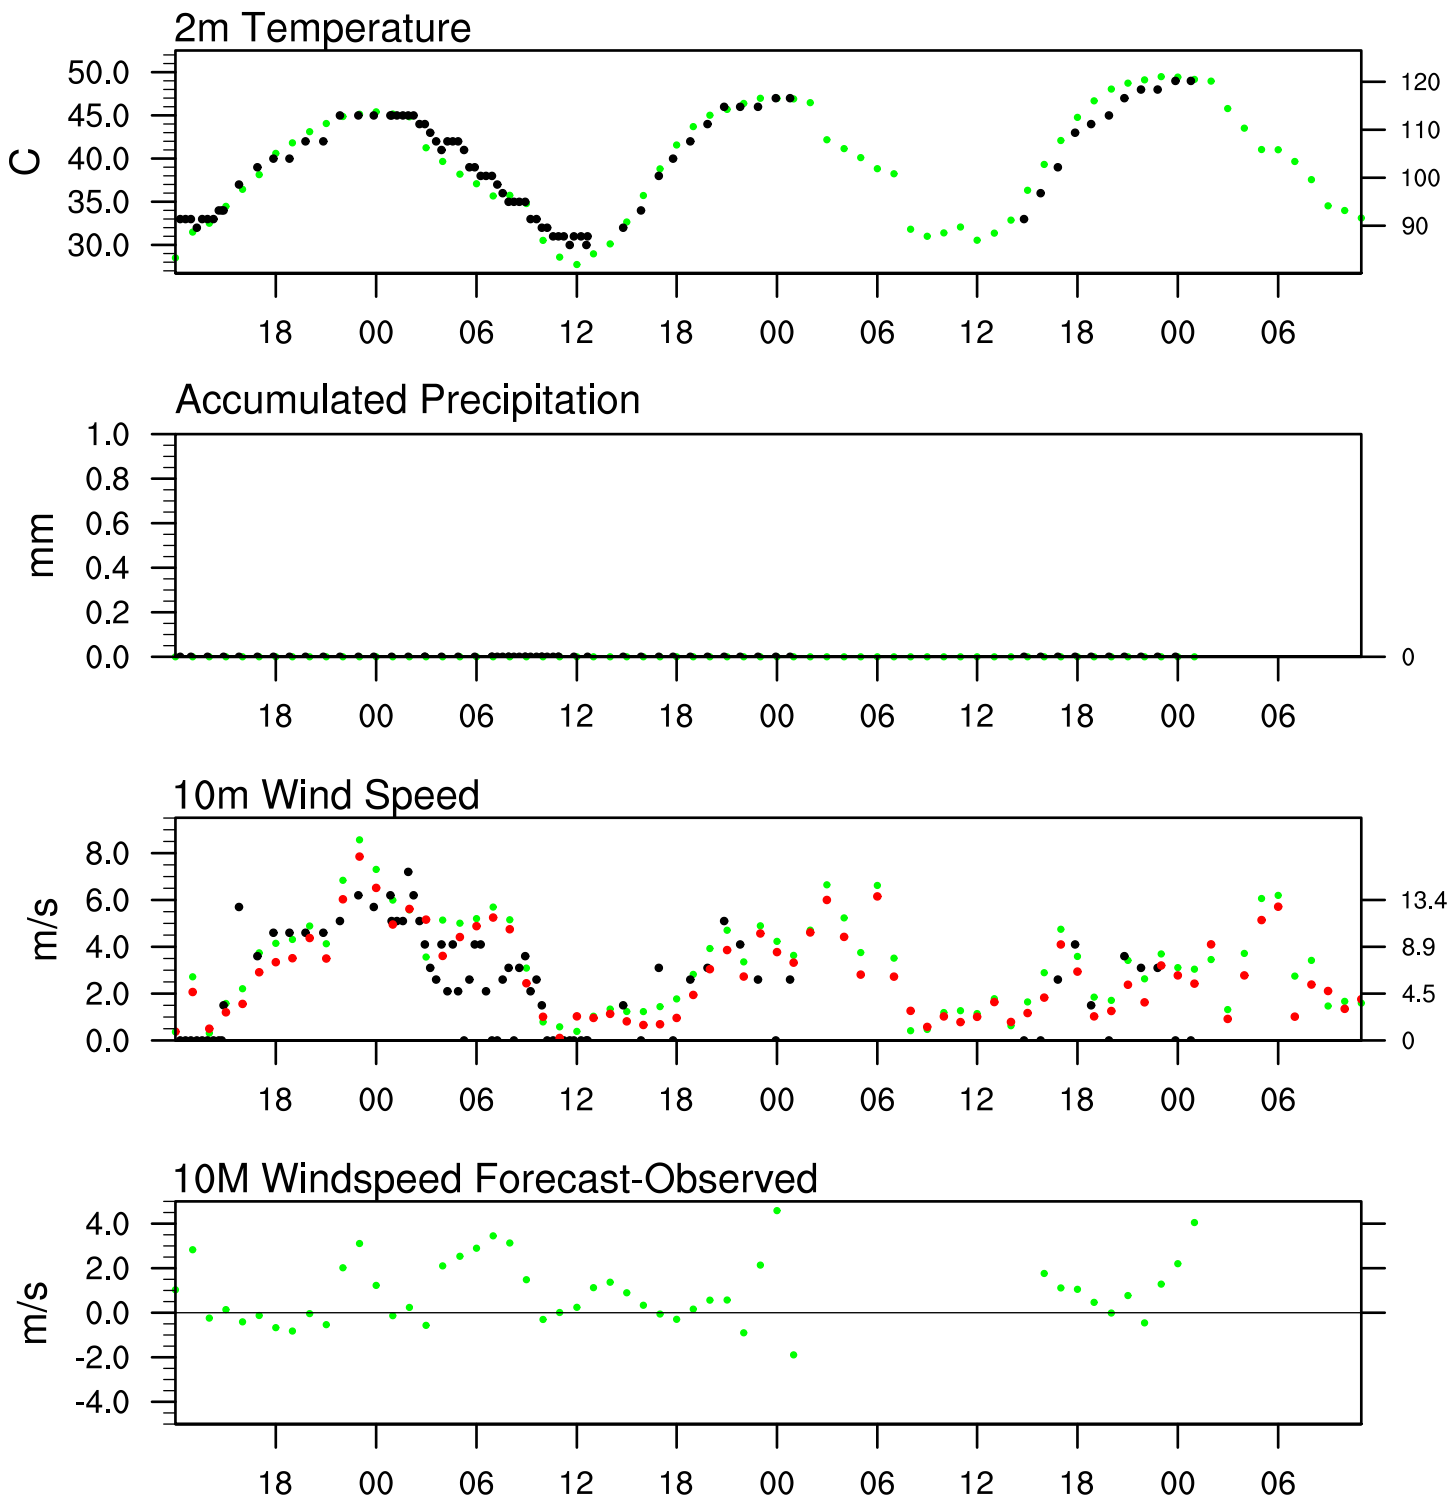 2m Temperature
50.0
45.0
40.0
35.0
30.0
C
120
110
100
90
18 00 06 12 18 00 06 12 18 00 06
Accumulated Precipitation
1.0
0.8
0.6
0.4
0.2
0.0
mm
0
18 00 06 12 18 00 06 12 18 00 06
10m Wind Speed
8.0
6.0
4.0
2.0
0.0
m/s
13.4
8.9
4.5
0
18 00 06 12 18 00 06 12 18 00 06
10M Windspeed Forecast-Observed
4.0
2.0
0.0
-2.0
-4.0
m/s
18 00 06 12 18 00 06 12 18 00 06